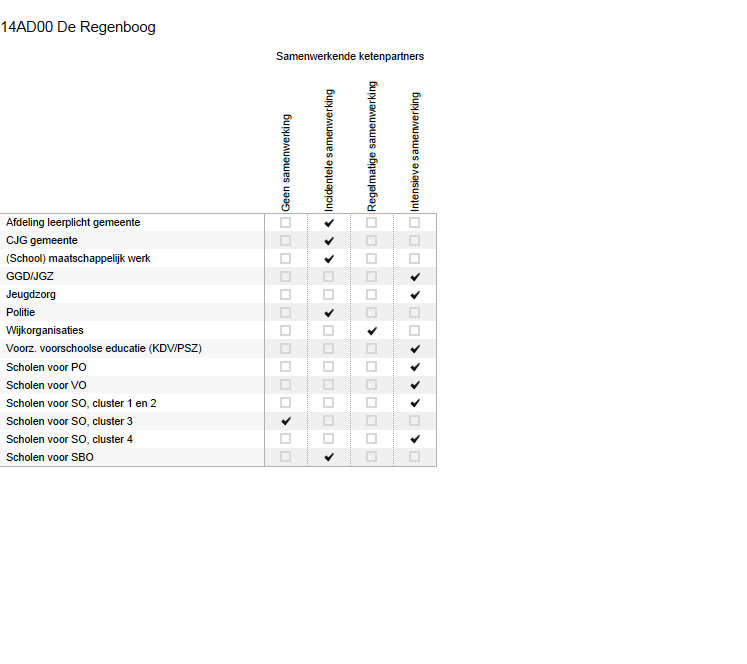 14AD00 De Regenboog
Samenwerkende ketenpartners
Geen samenwerking
Incidentele samenwerking
Regelmatige samenwerking
Intensieve samenwerking
Afdeling leerplicht gemeente
CJG gemeente
(School) maatschappelijk werk
GGD/JGZ
Jeugdzorg
Politie
Wijkorganisaties
Voorz. voorschoolse educatie (KDV/PSZ)
Scholen voor PO
Scholen voor VO
Scholen voor SO, cluster 1 en 2
Scholen voor SO, cluster 3
Scholen voor SO, cluster 4
Scholen voor SBO